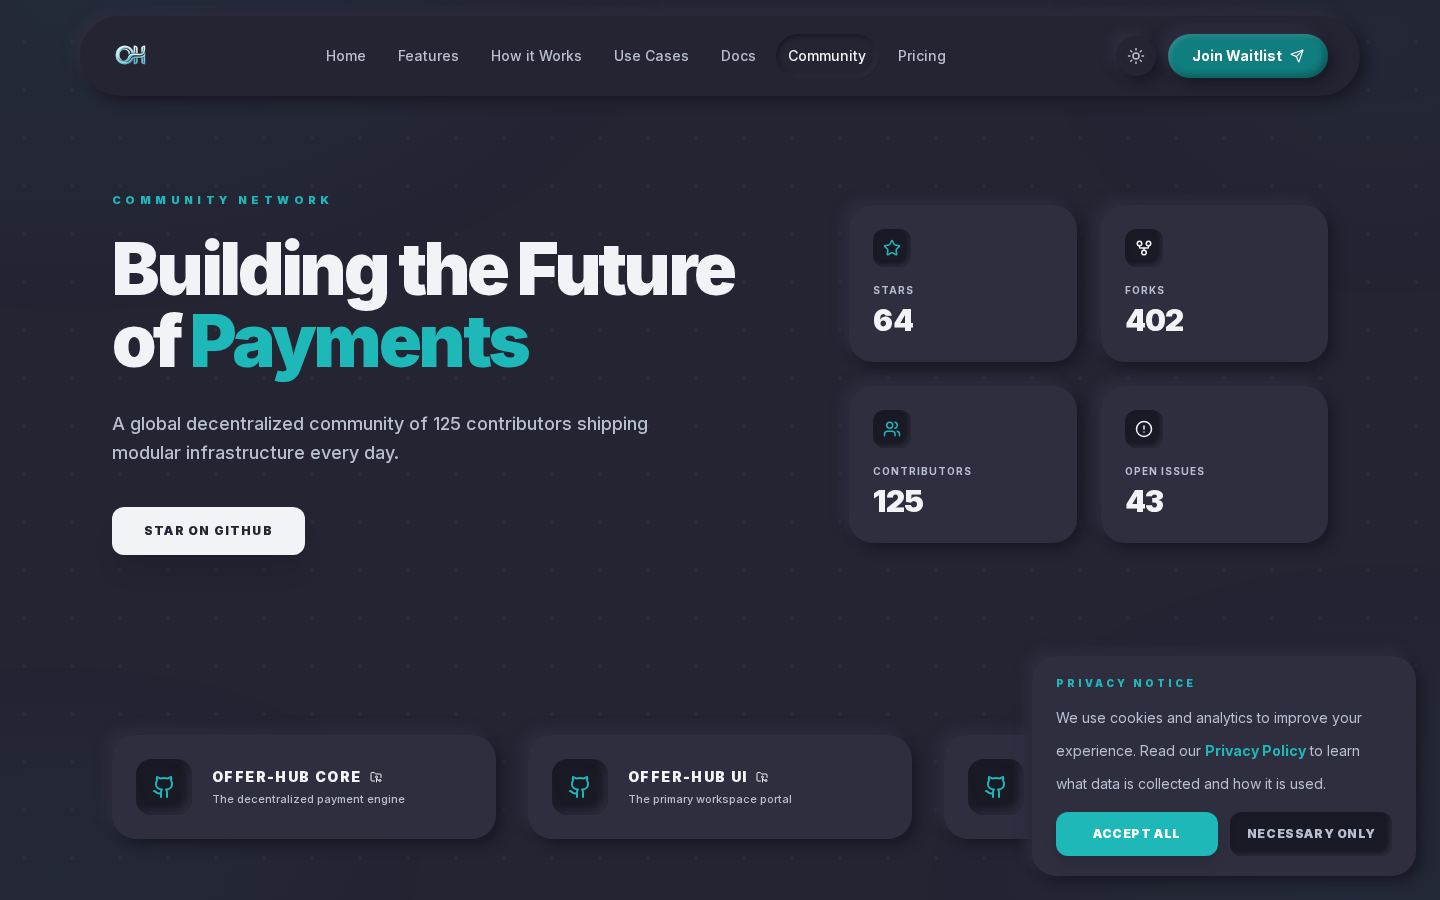 OH
Home
Features
How it Works
Use Cases
Docs
Community
Pricing
Join Waitlist
COMMUNITY NETWORK
Building the Future
of Payments
A global decentralized community of 125 contributors shipping
modular infrastructure every day.
STAR ON GITHUB
STARS
64
FORKS
402
CONTRIBUTORS
125
OPEN ISSUES
43
OFFER-HUB CORE
The decentralized payment engine
OFFER-HUB UI
The primary workspace portal
PRIVACY NOTICE
We use cookies and analytics to improve your
experience. Read our Privacy Policy to learn
what data is collected and how it is used.
ACCEPT ALL
NECESSARY ONLY